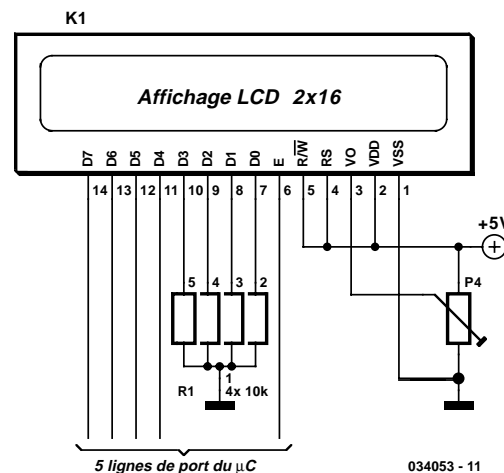 K1
Affichage LCD 2x16
D7 D6 D5 D4 D3 D2 D1 D0 E R/W RS VO VDD VSS
14 13 12 11 10 9 8 7 6 5 4 3 2 1
+5V
5 4 3 2
P4
1
R1 4x 10k
5 lignes de port du μC
034053 - 11